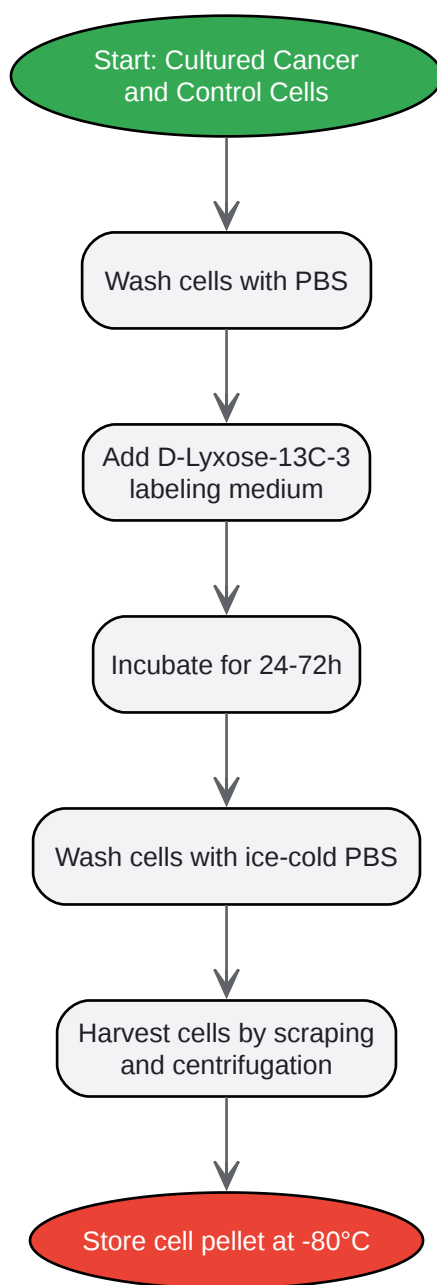 Start: Cultured Cancer
and Control Cells
Wash cells with PBS
Add D-Lyxose-13C-3
labeling medium
Incubate for 24-72h
Wash cells with ice-cold PBS
Harvest cells by scraping
and centrifugation
Store cell pellet at -80°C